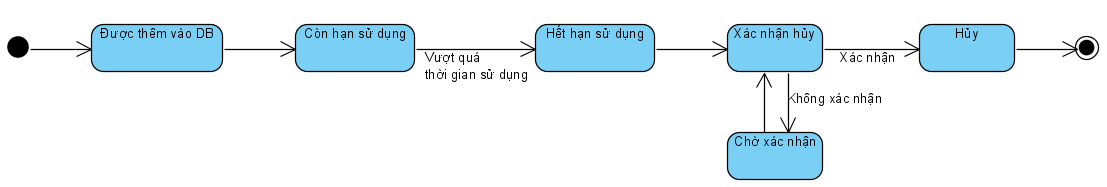 Được thêm vào DB
Còn hạn sử dụng
Vượt quá
thời gian sử dụng
Hết hạn sử dụng
Xác nhận hủy
Xác nhận
Hủy
Không xác nhận
Chờ xác nhận